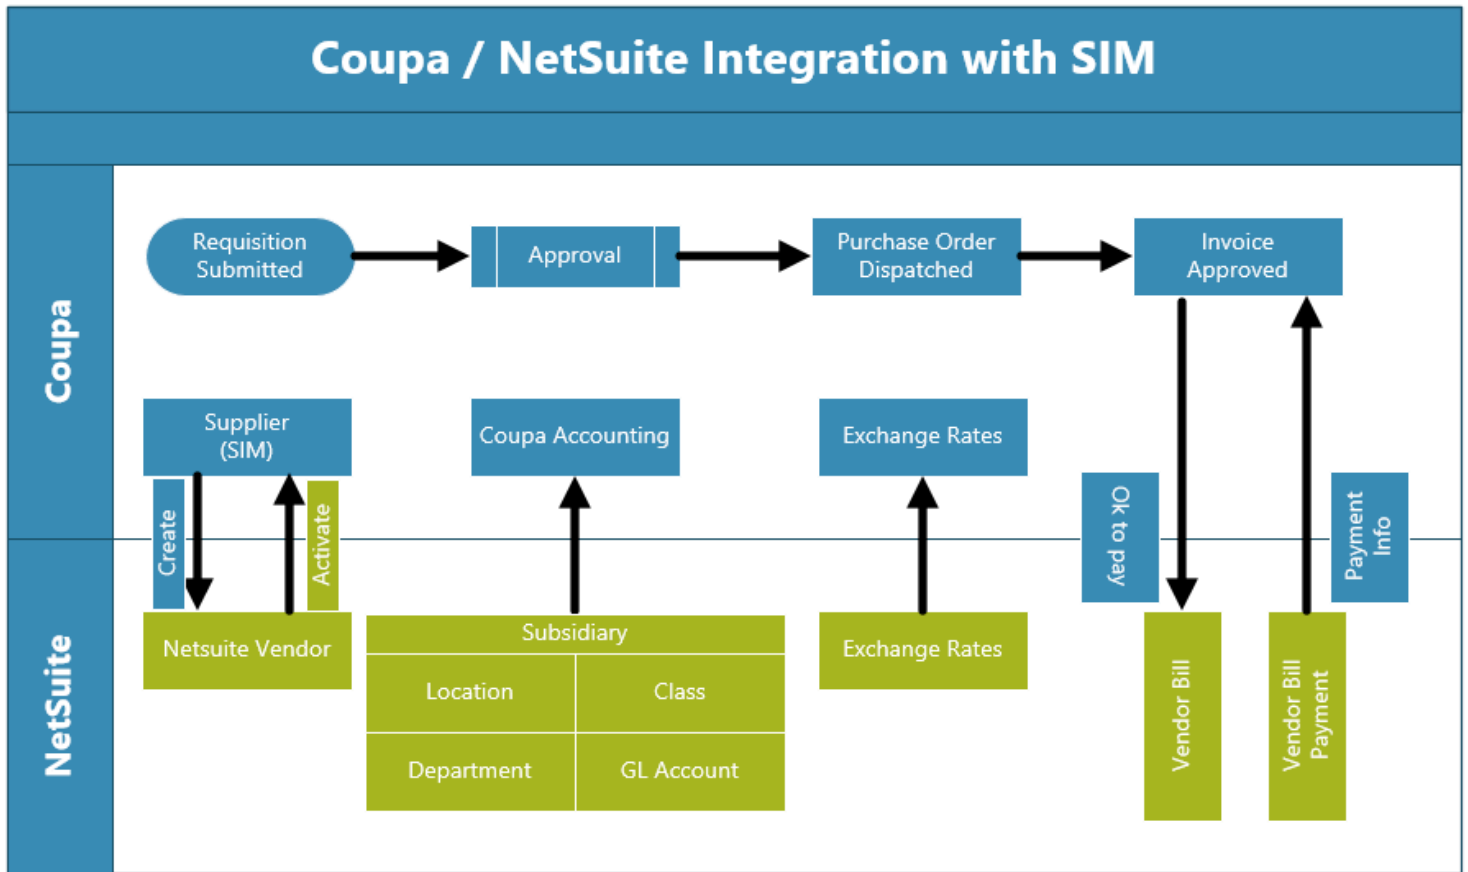 Coupa / NetSuite Integration with SIM
Coupa
Requisition
Submitted
Approval
Purchase Order
Dispatched
Invoice
Approved
Supplier
(SIM)
Coupa Accounting
Exchange Rates
Create
Activate
Ok to pay
Payment
Info
NetSuite
Netsuite Vendor
Subsidiary
Location
Class
Department
GL Account
Exchange Rates
Vendor Bill
Vendor Bill
Payment